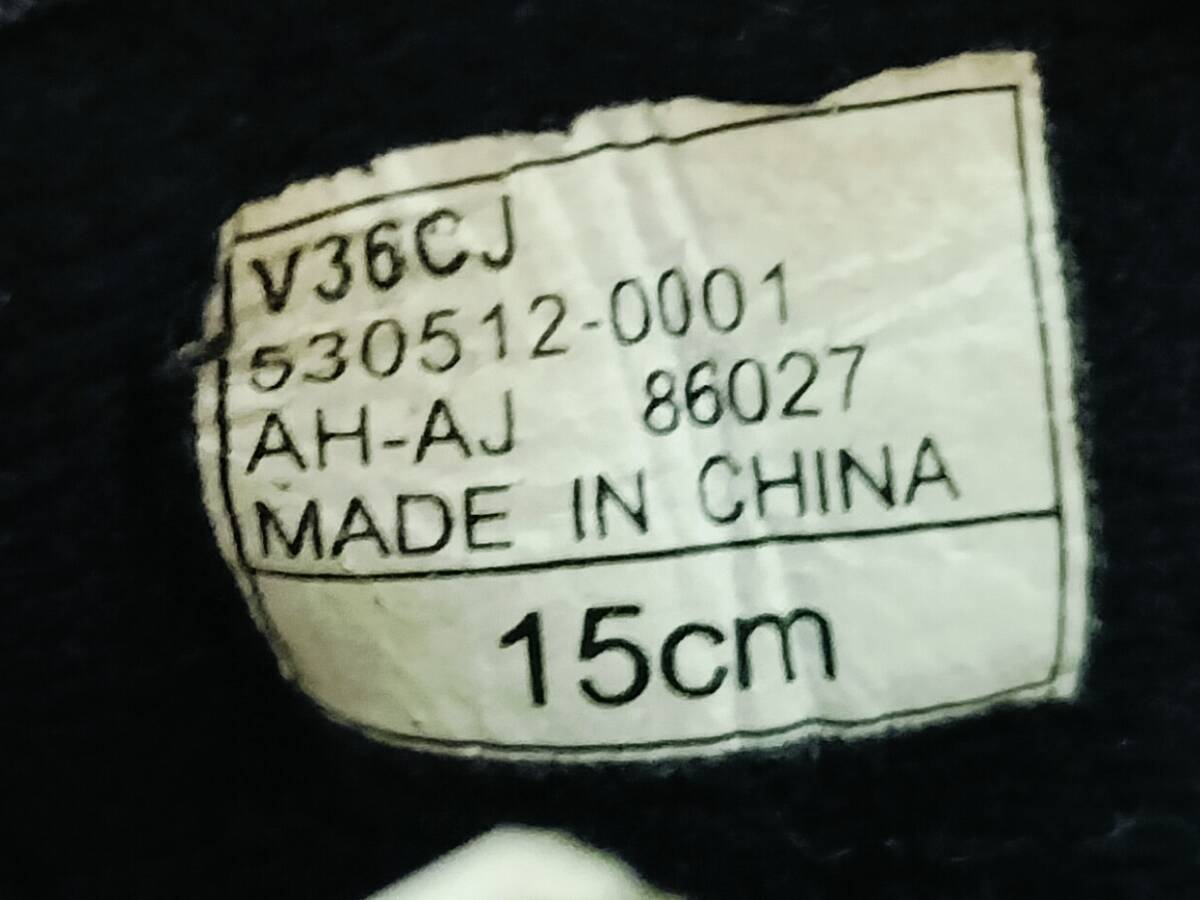 V36CJ
530512-0001
AH-AJ 86027
MADE IN CHINA
15cm